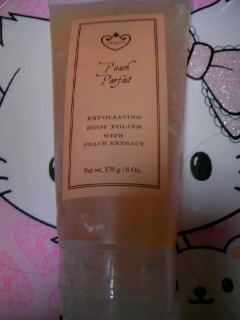 Peach
Parfait
EXFOLIATING
BODY POLISH
WITH
PEACH EXTRACT
Net wt. 170 g / 6 Oz.